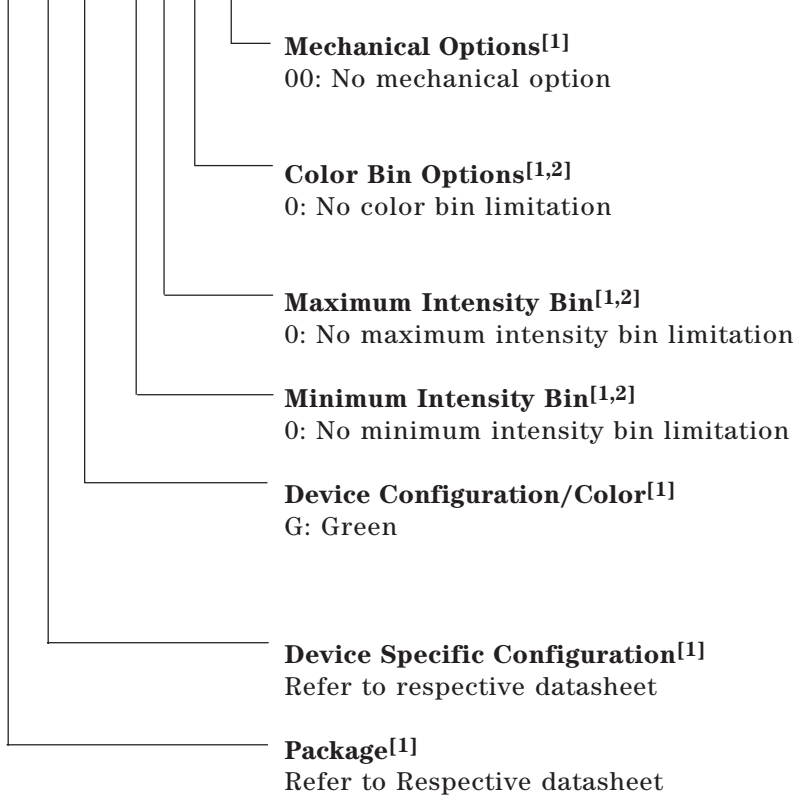 Mechanical Options[1]
00: No mechanical option
Color Bin Options[1,2]
0: No color bin limitation
Maximum Intensity Bin[1,2]
0: No maximum intensity bin limitation
Minimum Intensity Bin[1,2]
0: No minimum intensity bin limitation
Device Configuration/Color[1]
G: Green
Device Specific Configuration[1]
Refer to respective datasheet
Package[1]
Refer to Respective datasheet